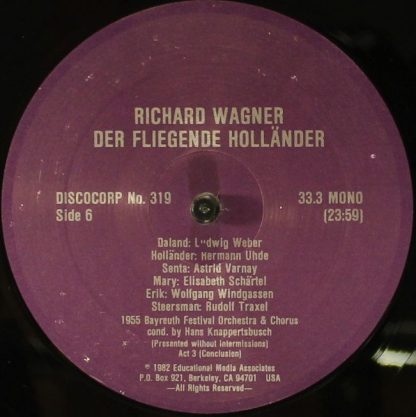 RICHARD WAGNER
DER FLIEGENDE HOLLÄNDER
DISCOCORP No. 319 33.3 MONO
Side 6 (23:59)
Daland: Ludwig Weber
Holländer: Hermann Uhde
Senta: Astrid Varnay
Mary: Elisabeth Schärtel
Erik: Wolfgang Windgassen
Steersman: Rudolf Traxel
1955 Bayreuth Festival Orchestra & Chorus
cond. by Hans Knappertsbusch
(Presented without intermissions)
Act 3 (Conclusion)
© 1982 Educational Media Associates
P.O. Box 921, Berkeley, CA 94701 USA
—All Rights Reserved—